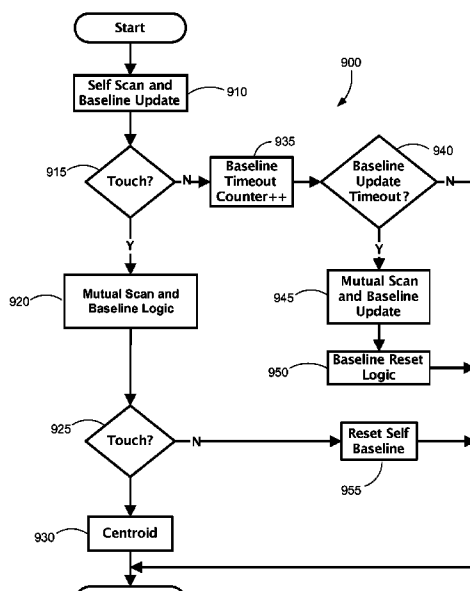 Start
Self Scan and
Baseline Update
910
900
915
Touch?
N
935
Baseline
Timeout
Counter++
940
Baseline
Update
Timeout?
N
Y
Y
920
Mutual Scan and
Baseline Logic
945
Mutual Scan
and Baseline
Update
950
Baseline Reset
Logic
925
Touch?
N
Reset Self
Baseline
955
930
Centroid